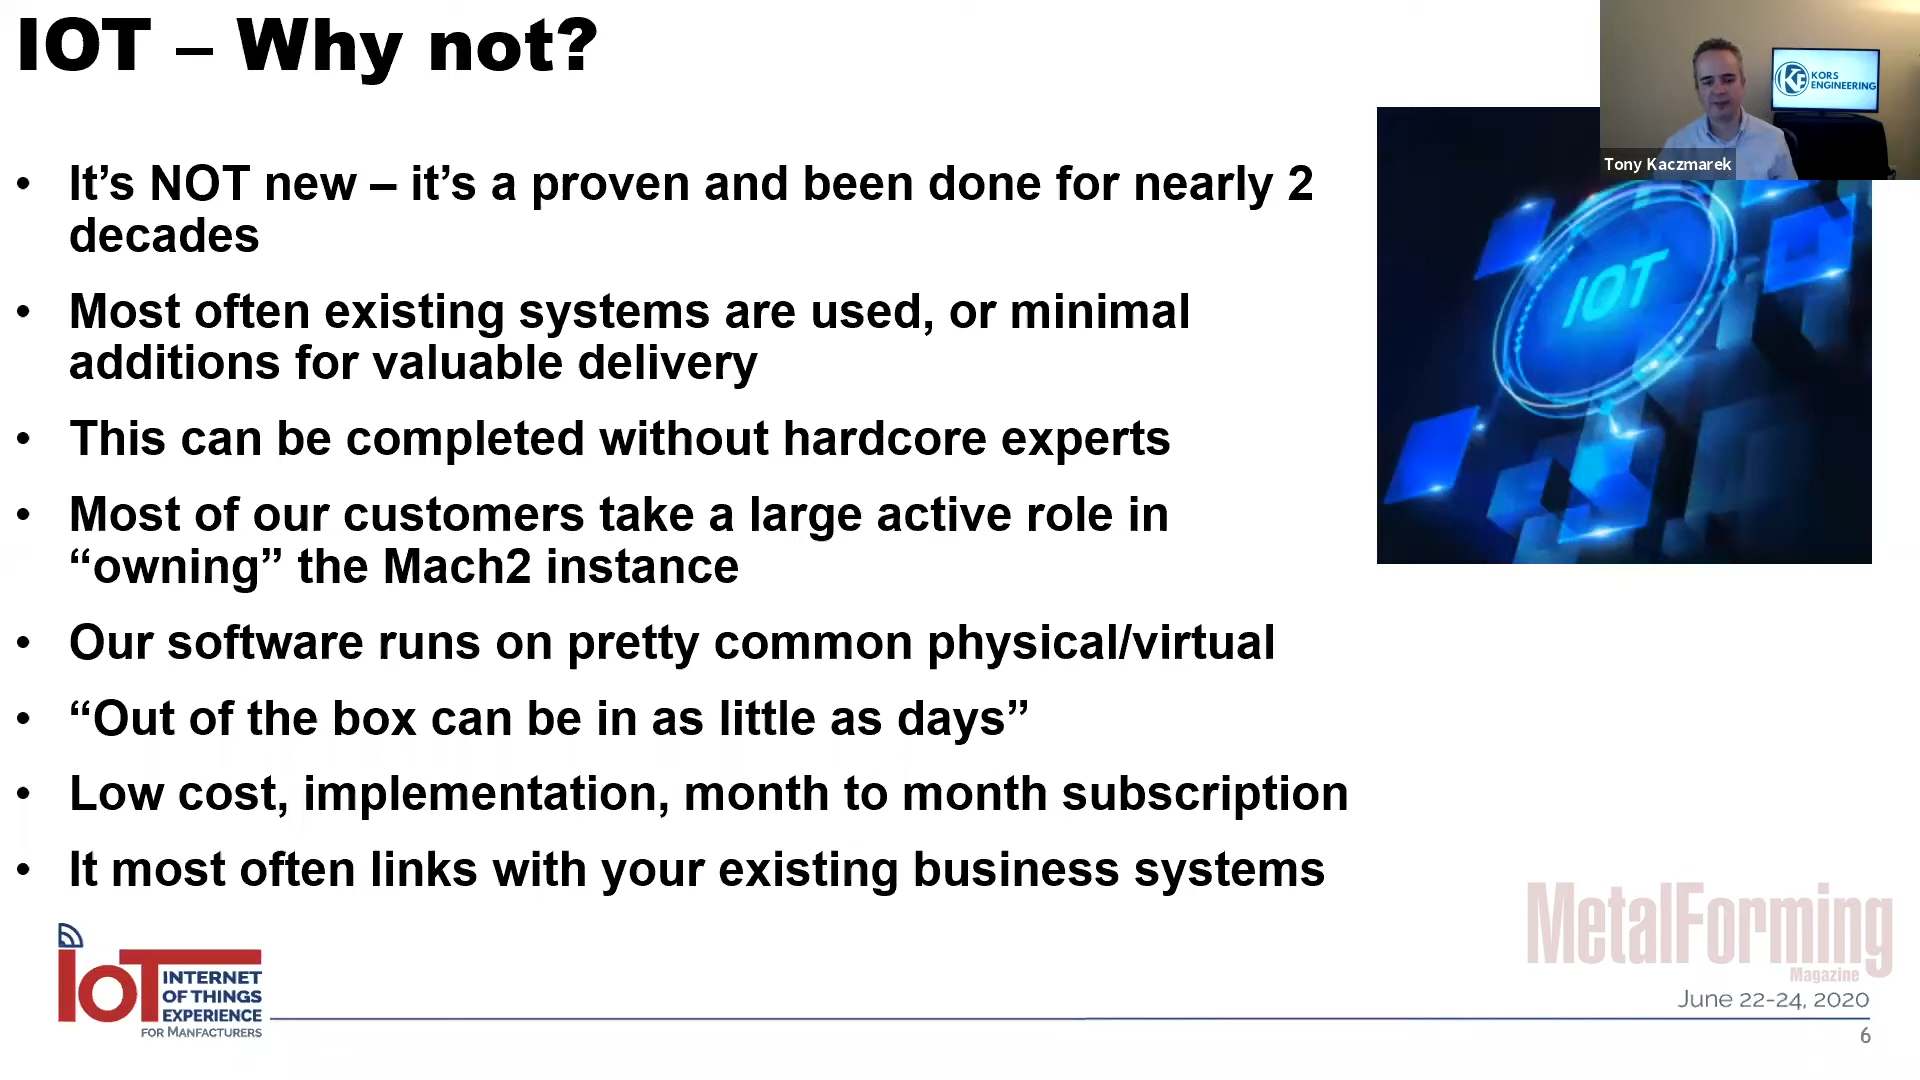 IOT – Why not?
KORS
ENGINEERING
Tony Kaczmarek
• It’s NOT new – it’s a proven and been done for nearly 2
decades
• Most often existing systems are used, or minimal
additions for valuable delivery
• This can be completed without hardcore experts
• Most of our customers take a large active role in
“owning” the Mach2 instance
• Our software runs on pretty common physical/virtual
• “Out of the box can be in as little as days”
• Low cost, implementation, month to month subscription
• It most often links with your existing business systems
IOT
IoT INTERNET
OF THINGS
EXPERIENCE
FOR MANFACTURERS
MetalForming
Magazine
June 22-24, 2020
6